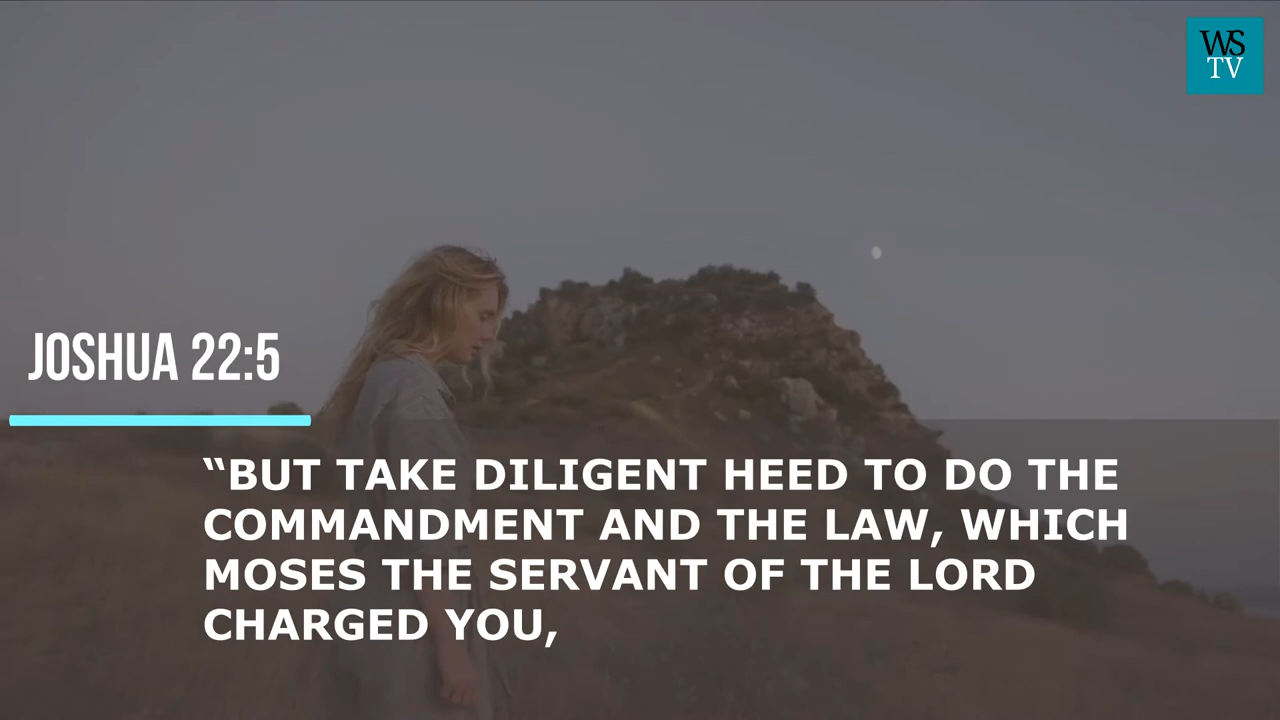 WS
TV
JOSHUA 22:5
“BUT TAKE DILIGENT HEED TO DO THE
COMMANDMENT AND THE LAW, WHICH
MOSES THE SERVANT OF THE LORD
CHARGED YOU,